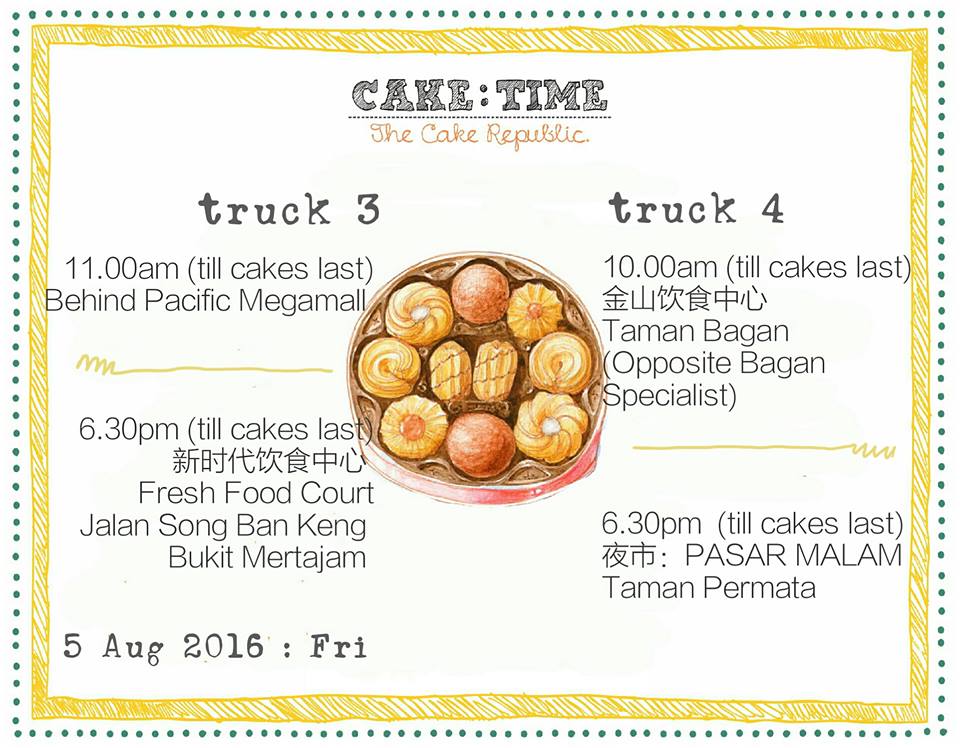 CAKE:TIME
The Cake Republic.
truck 3
11.00am (till cakes last)
Behind Pacific Megamall
6.30pm (till cakes last)
新时代饮食中心
Fresh Food Court
Jalan Song Ban Keng
Bukit Mertajam
truck 4
10.00am (till cakes last)
金山饮食中心
Taman Bagan
(Opposite Bagan
Specialist)
6.30pm (till cakes last)
夜市：PASAR MALAM
Taman Permata
5 Aug 2016 : Fri